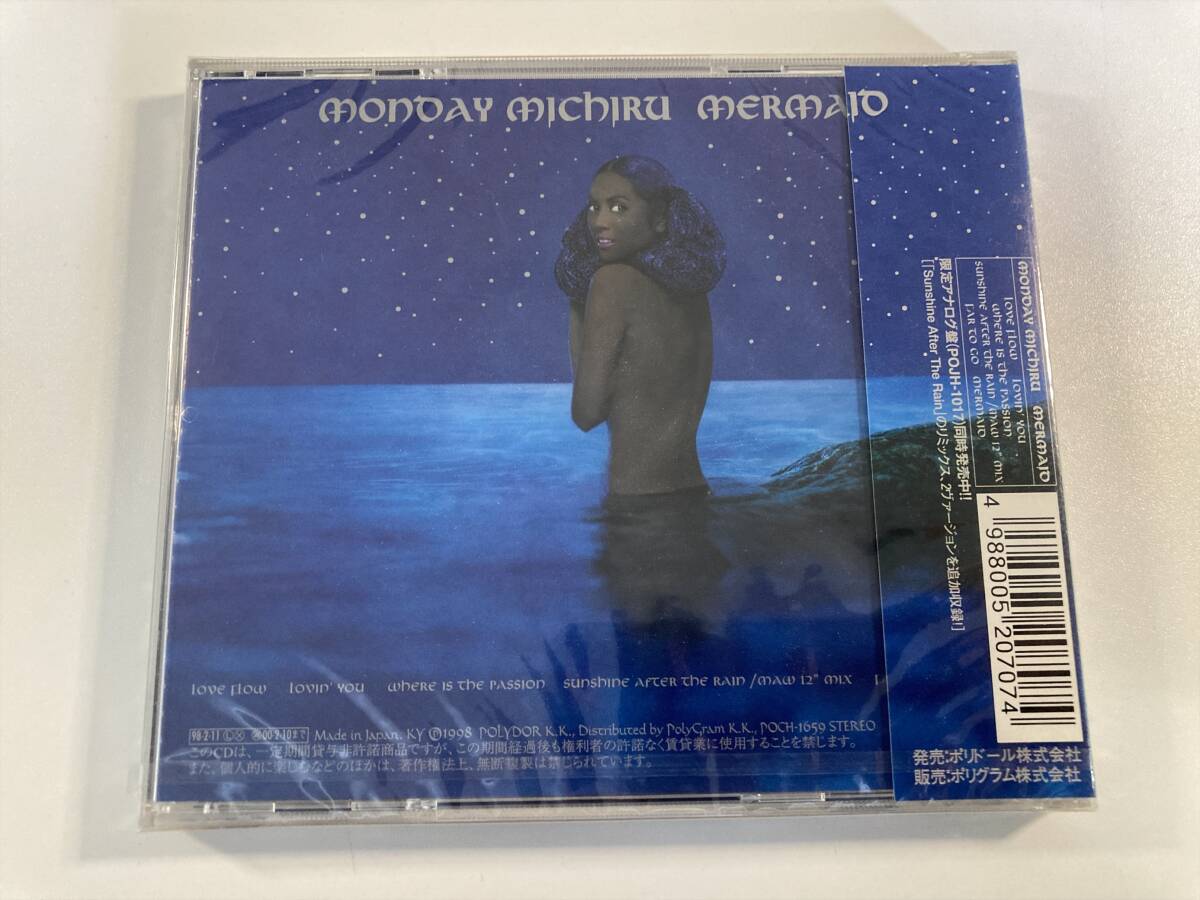 MONDAY MICHIRU MERMAID
LOVE FLOW LOVIN' YOU WHERE IS THE PASSION SUNSHINE AFTER THE RAIN /MAW 12" MIX
98・2・11 Ⓛ Ⓧ 00・2・10まで Made in Japan, KY ℗1998 POLYDOR K.K., Distributed by PolyGram K.K., POCH-1659 STEREO
このCDは、一定期間貸与非許諾商品ですが、この期間経過後も権利者の許諾なく賃貸業に使用することを禁じます。
また、個人的に楽しむなどのほかは、著作権法上、無断複製は禁じられています。
MONDAY MICHIRU MERMAID
LOVE FLOW LOVIN' YOU
WHERE IS THE PASSION
SUNSHINE AFTER THE RAIN /MAW 12" MIX
FAR TO GO MERMAID
限定アナログ盤(POJH-1017)同時発売中!!
[「Sunshine After The Rain」のリミックス、2ヴァージョンを追加収録!]
4 988005 207074
発売:ポリドール株式会社
販売:ポリグラム株式会社